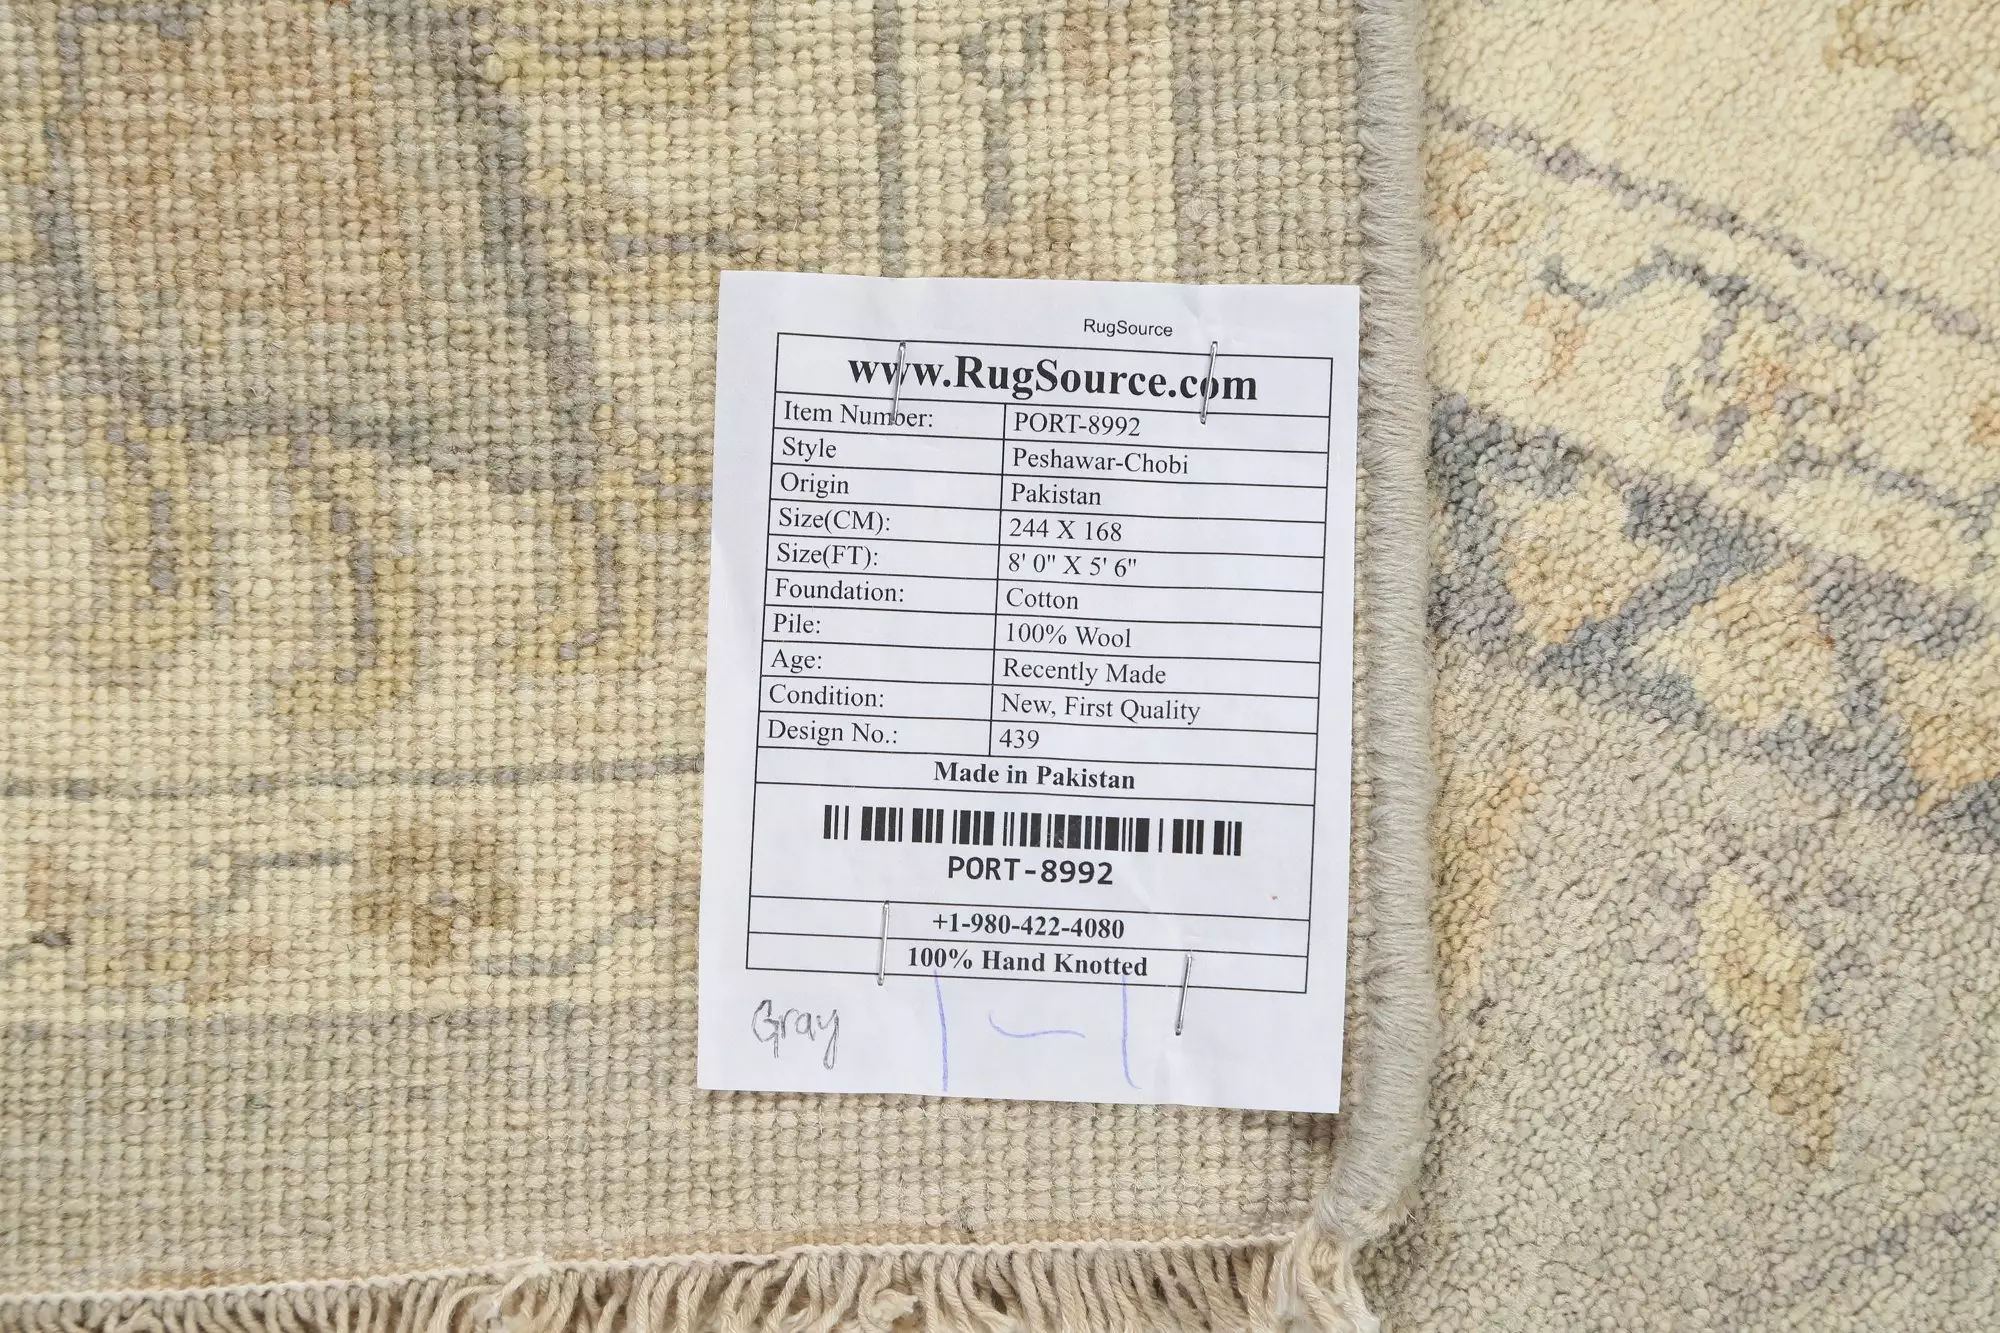 RugSource
www.RugSource.com
Item Number: PORT-8992
Style Peshawar-Chobi
Origin Pakistan
Size(CM): 244 X 168
Size(FT): 8' 0" X 5' 6"
Foundation: Cotton
Pile: 100% Wool
Age: Recently Made
Condition: New, First Quality
Design No.: 439
Made in Pakistan
PORT-8992
+1-980-422-4080
100% Hand Knotted
Gray 1-1